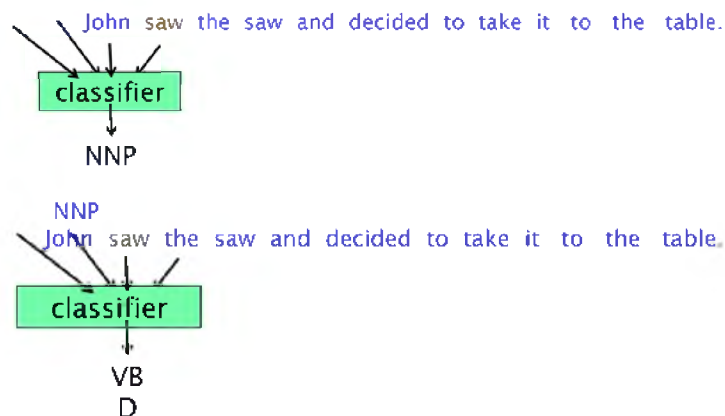 John saw the saw and decided to take it to the table.
classifier
NNP
NNP
John saw the saw and decided to take it to the table.
classifier
VB
D